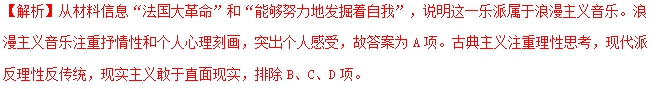 【解析】从材料信息“法国大革命”和“能够努力地发掘着自我”，说明这一乐派属于浪漫主义音乐。浪
漫主义音乐注重抒情性和个人心理刻画，突出个人感受，故答案为 A 项。古典主义注重理性思考，现代派
反理性反传统，现实主义敢于直面现实，排除 B、C、D 项。